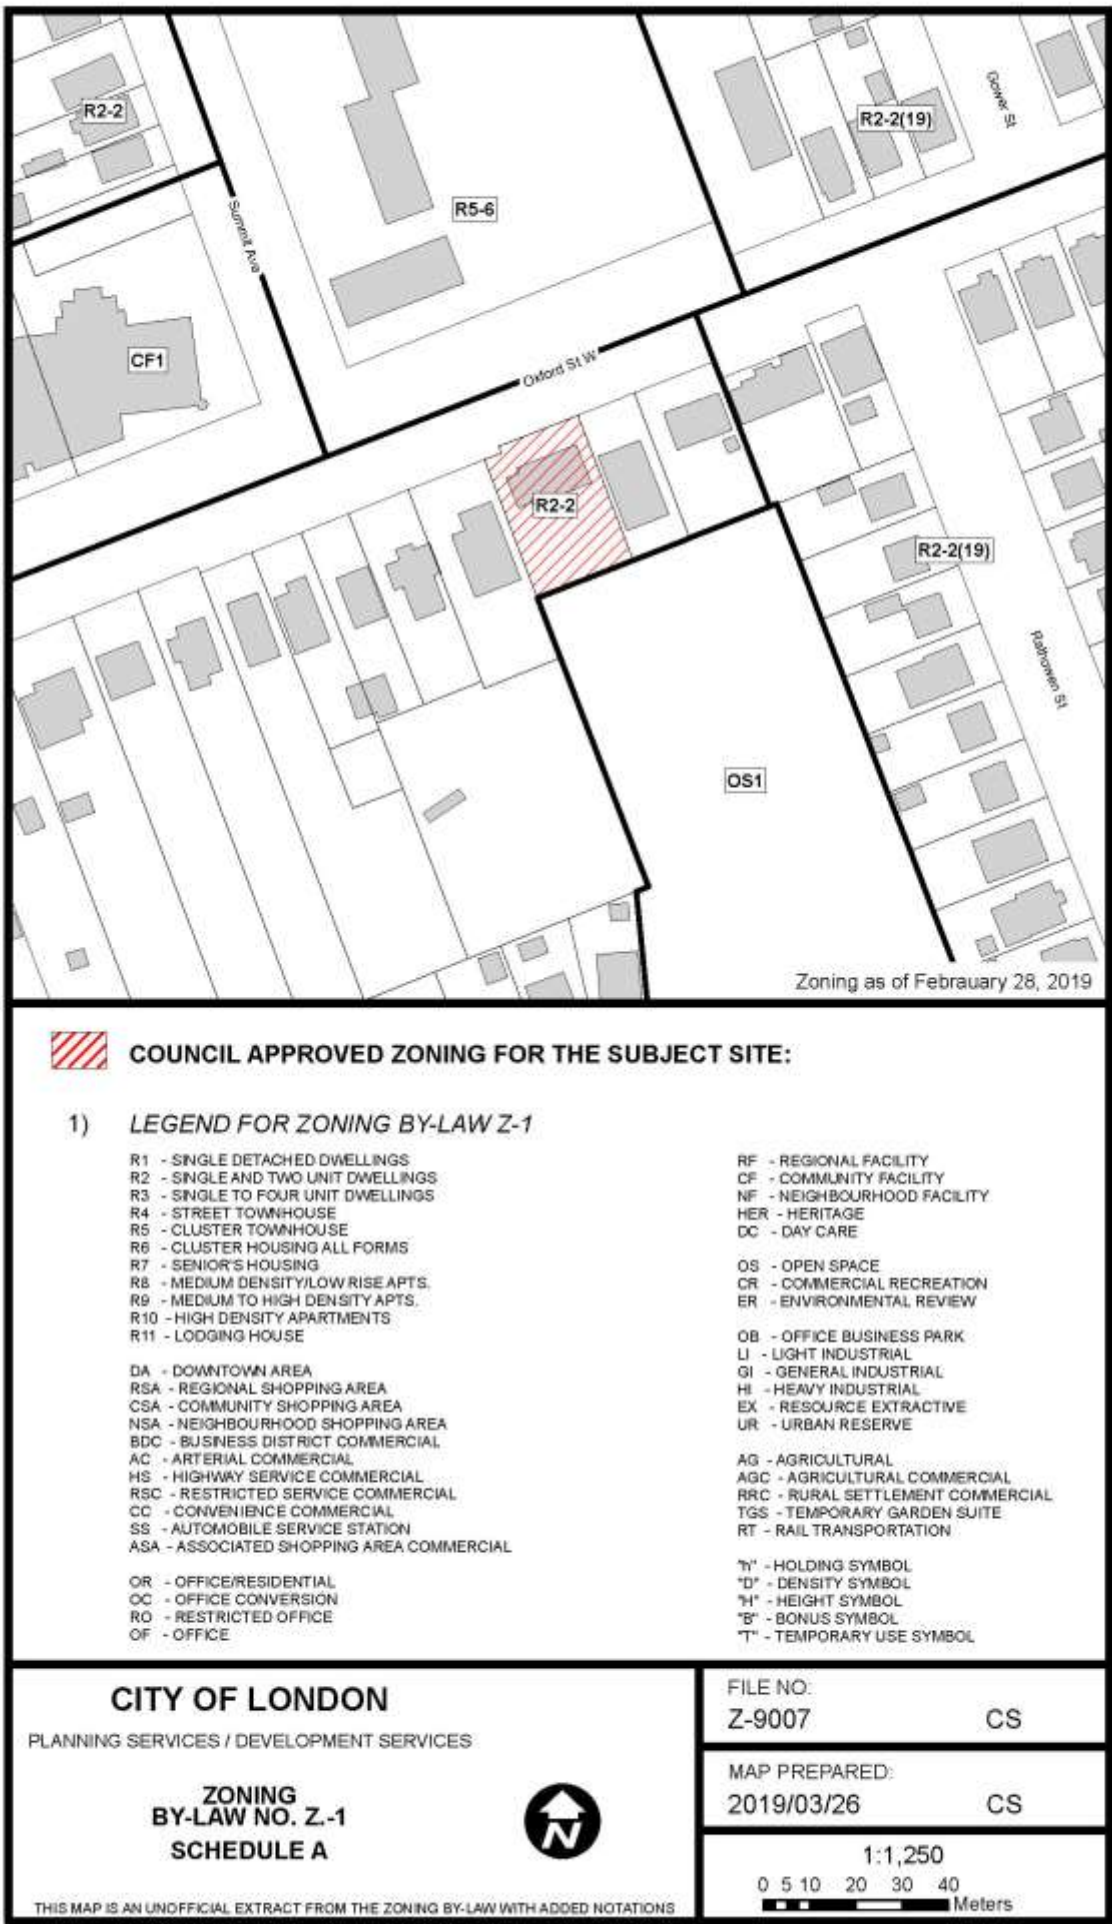 R2-2
R2-2(19)
Gower St
R5-6
Summit Ave
CF1
Oxford St W
R2-2
R2-2(19)
Rathowen St
OS1
Zoning as of Febrauary 28, 2019
COUNCIL APPROVED ZONING FOR THE SUBJECT SITE:
1) LEGEND FOR ZONING BY-LAW Z-1
R1 - SINGLE DETACHED DWELLINGS
R2 - SINGLE AND TWO UNIT DWELLINGS
R3 - SINGLE TO FOUR UNIT DWELLINGS
R4 - STREET TOWNHOUSE
R5 - CLUSTER TOWNHOUSE
R6 - CLUSTER HOUSING ALL FORMS
R7 - SENIOR'S HOUSING
R8 - MEDIUM DENSITY/LOW RISE APTS.
R9 - MEDIUM TO HIGH DENSITY APTS.
R10 - HIGH DENSITY APARTMENTS
R11 - LODGING HOUSE
DA - DOWNTOWN AREA
RSA - REGIONAL SHOPPING AREA
CSA - COMMUNITY SHOPPING AREA
NSA - NEIGHBOURHOOD SHOPPING AREA
BDC - BUSINESS DISTRICT COMMERCIAL
AC - ARTERIAL COMMERCIAL
HS - HIGHWAY SERVICE COMMERCIAL
RSC - RESTRICTED SERVICE COMMERCIAL
CC - CONVENIENCE COMMERCIAL
SS - AUTOMOBILE SERVICE STATION
ASA - ASSOCIATED SHOPPING AREA COMMERCIAL
OR - OFFICE/RESIDENTIAL
OC - OFFICE CONVERSION
RO - RESTRICTED OFFICE
OF - OFFICE
RF - REGIONAL FACILITY
CF - COMMUNITY FACILITY
NF - NEIGHBOURHOOD FACILITY
HER - HERITAGE
DC - DAY CARE
OS - OPEN SPACE
CR - COMMERCIAL RECREATION
ER - ENVIRONMENTAL REVIEW
OB - OFFICE BUSINESS PARK
LI - LIGHT INDUSTRIAL
GI - GENERAL INDUSTRIAL
HI - HEAVY INDUSTRIAL
EX - RESOURCE EXTRACTIVE
UR - URBAN RESERVE
AG - AGRICULTURAL
AGC - AGRICULTURAL COMMERCIAL
RRC - RURAL SETTLEMENT COMMERCIAL
TGS - TEMPORARY GARDEN SUITE
RT - RAIL TRANSPORTATION
"h" - HOLDING SYMBOL
"D" - DENSITY SYMBOL
"H" - HEIGHT SYMBOL
"B" - BONUS SYMBOL
"T" - TEMPORARY USE SYMBOL
CITY OF LONDON
PLANNING SERVICES / DEVELOPMENT SERVICES
ZONING
BY-LAW NO. Z.-1
SCHEDULE A
N
THIS MAP IS AN UNOFFICIAL EXTRACT FROM THE ZONING BY-LAW WITH ADDED NOTATIONS
FILE NO:
Z-9007 CS
MAP PREPARED:
2019/03/26 CS
1:1,250
0 5 10 20 30 40
Meters